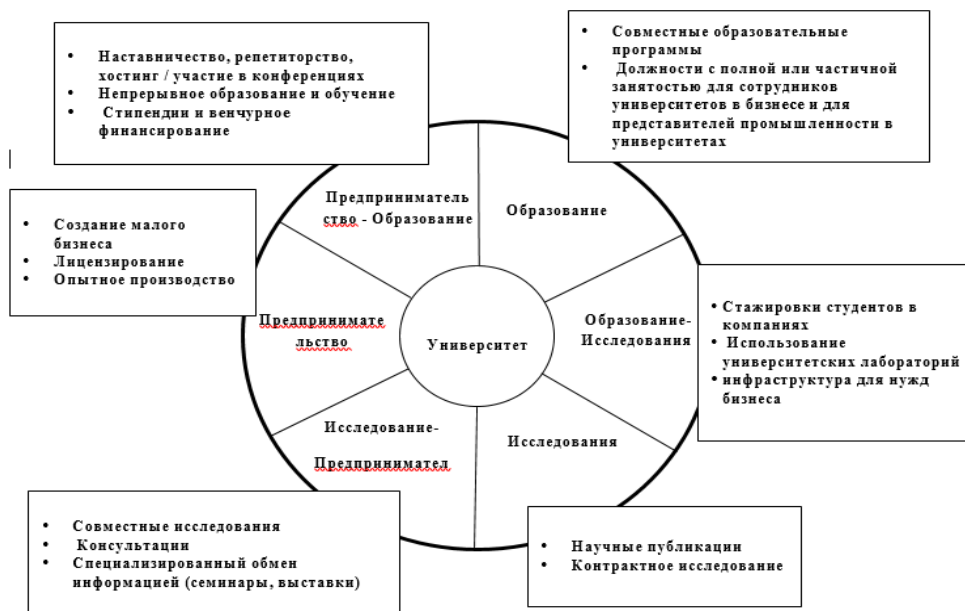 • Наставничество, репетиторство,
хостинг / участие в конференциях
• Непрерывное образование и обучение
• Стипендии и венчурное
финансирование
• Совместные образовательные
программы
• Должности с полной или частичной
занятостью для сотрудников
университетов в бизнесе и для
представителей промышленности в
университетах
Предприниматель
ство - Образование
Образование
• Создание малого
бизнеса
• Лицензирование
• Опытное производство
Предпринимате
льство
Университет
Образование-
Исследования
• Стажировки студентов в
компаниях
• Использование
университетских лабораторий
• инфраструктура для нужд
бизнеса
Исследование-
Предпринимател
Исследования
• Совместные исследования
• Консультации
• Специализированный обмен
информацией (семинары, выставки)
• Научные публикации
• Контрактное исследование